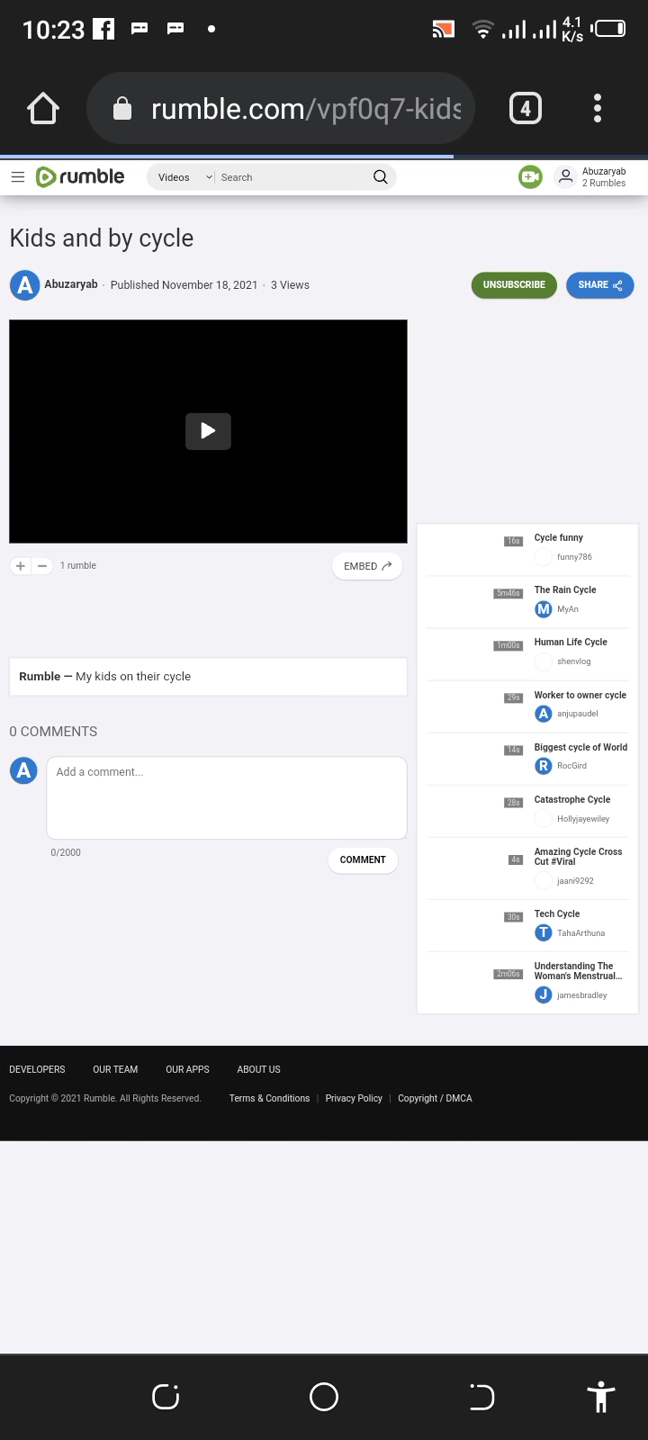 10:23
4.1
K/s
rumble.com/vpf0q7-kids
4
rumble
Videos
Search
Abuzaryab
2 Rumbles
Kids and by cycle
A
Abuzaryab · Published November 18, 2021 · 3 Views
UNSUBSCRIBE
SHARE
1 rumble
EMBED
Rumble — My kids on their cycle
0 COMMENTS
A
Add a comment...
0/2000
COMMENT
16s
Cycle funny
funny786
5m46s
The Rain Cycle
M
MyAn
1m00s
Human Life Cycle
shenvlog
29s
Worker to owner cycle
A
anjupaudel
14s
Biggest cycle of World
R
RocGird
28s
Catastrophe Cycle
Hollyjayewiley
4s
Amazing Cycle Cross
Cut #Viral
jaani9292
30s
Tech Cycle
T
TahaArthuna
2m06s
Understanding The
Woman's Menstrual...
J
jamesbradley
DEVELOPERS OUR TEAM OUR APPS ABOUT US
Copyright © 2021 Rumble. All Rights Reserved. Terms & Conditions | Privacy Policy | Copyright / DMCA